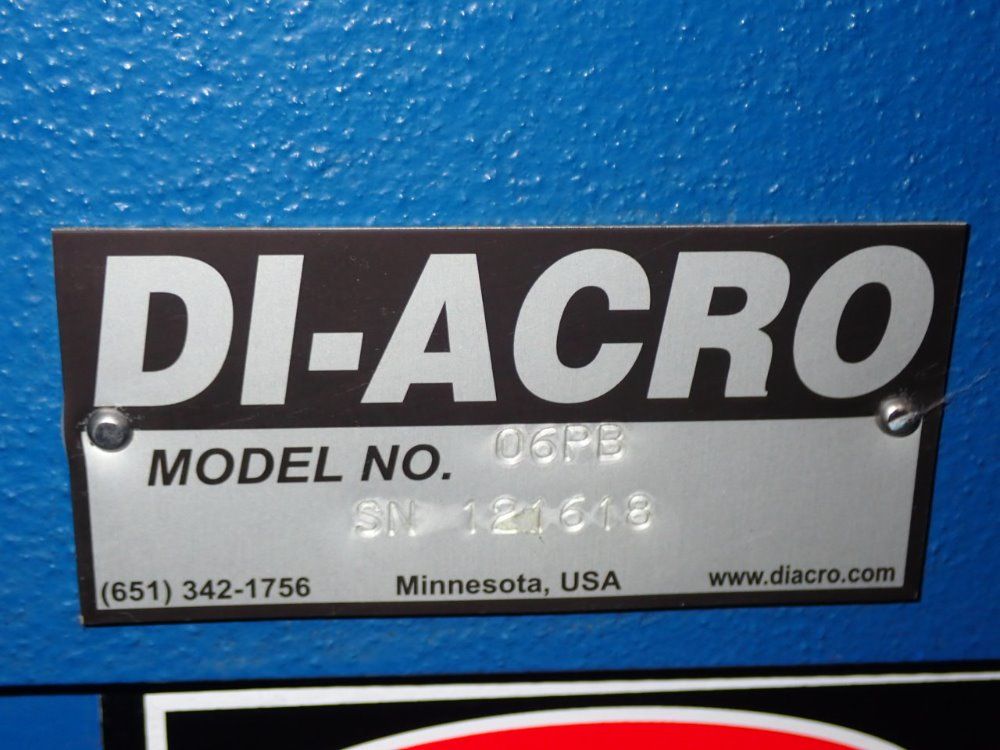 DI-ACRO
MODEL NO. 06PB
SN 121618
(651) 342-1756 Minnesota, USA www.diacro.com